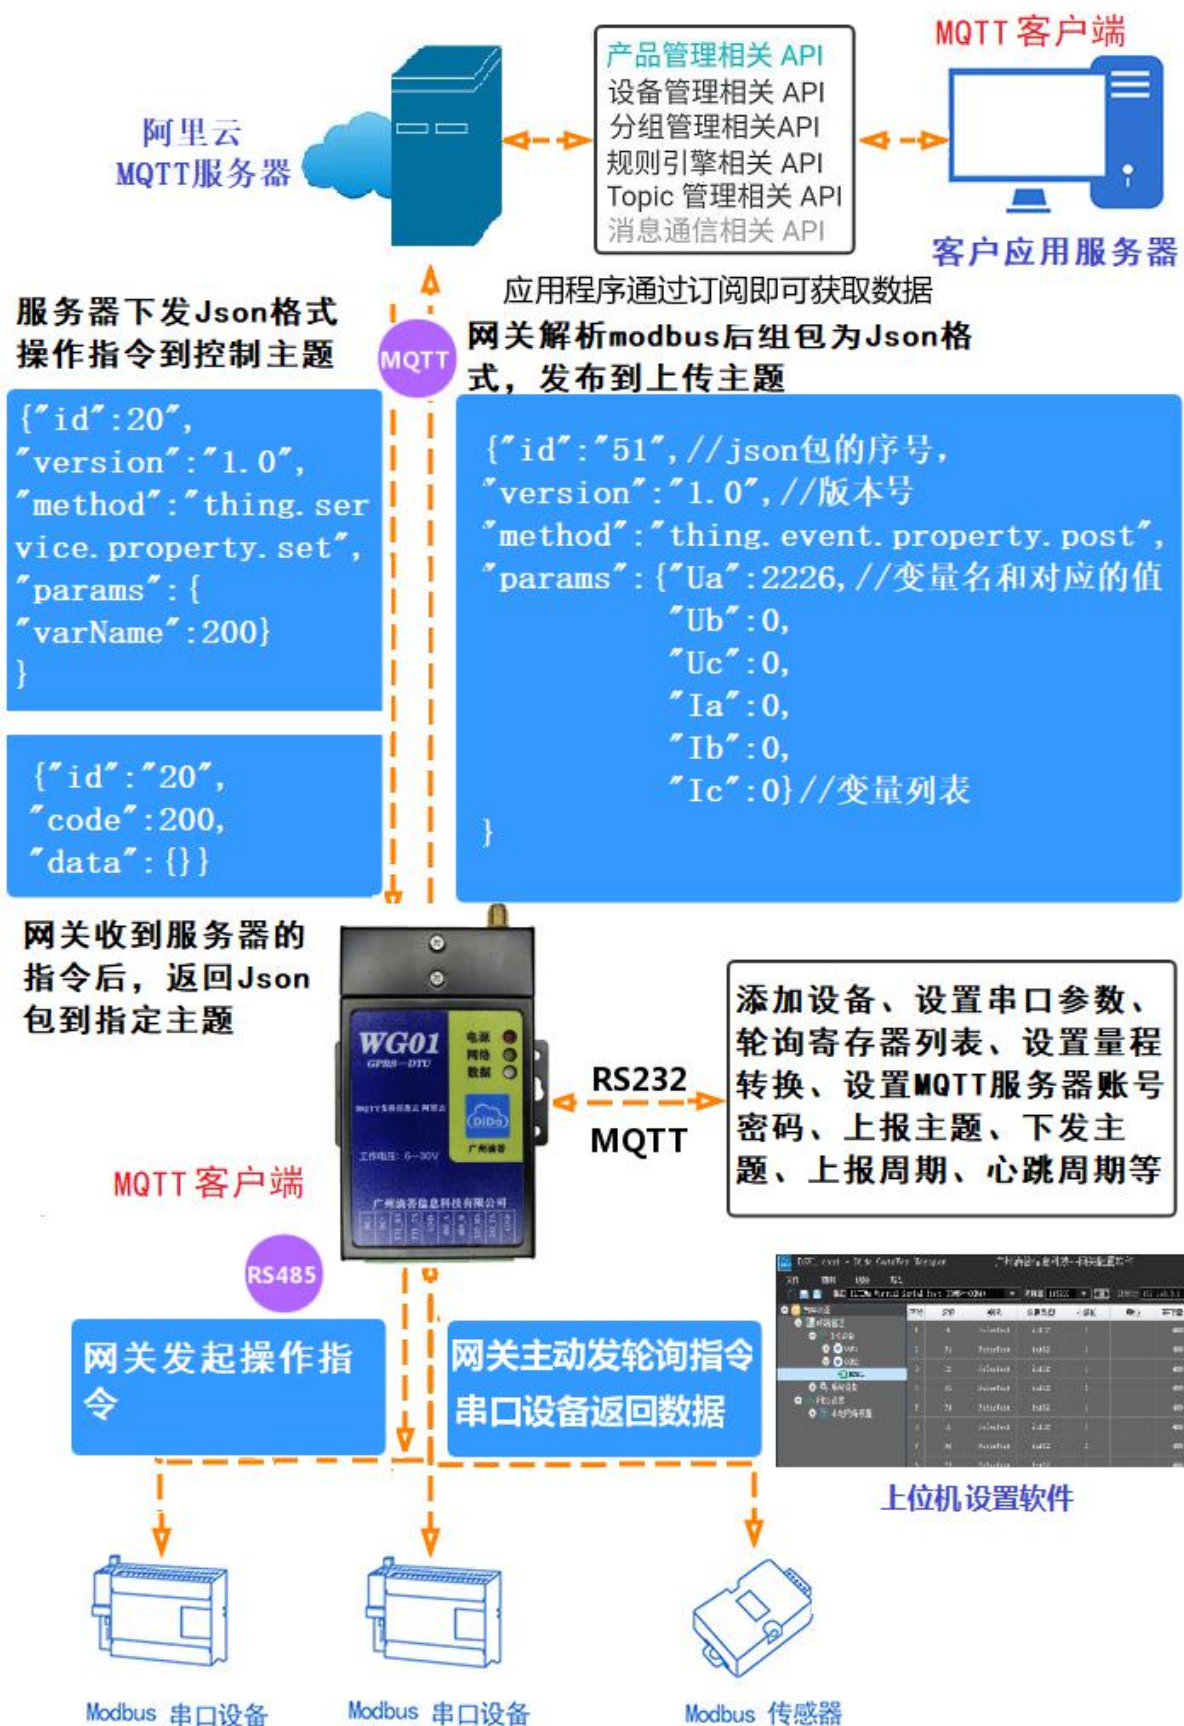 MQTT 客户端
产品管理相关 API
设备管理相关 API
分组管理相关API
规则引擎相关 API
Topic 管理相关 API
消息通信相关 API
阿里云
MQTT服务器
客户应用服务器
应用程序通过订阅即可获取数据
服务器下发Json格式
操作指令到控制主题
MQTT
网关解析modbus后组包为Json格
式，发布到上传主题
{"id":20",
"version":"1.0",
"method":"thing.ser
vice.property.set",
"params":{
"varName":200}
}
{"id":"51",//json包的序号，
"version":"1.0",//版本号
"method":"thing.event.property.post",
"params":{"Ua":2226,//变量名和对应的值
"Ub":0,
"Uc":0,
"Ia":0,
"Ib":0,
"Ic":0}//变量列表
}
{"id":"20",
"code":200,
"data":{}}
网关收到服务器的
指令后，返回Json
包到指定主题
WG01
GPRS—DTU
电源
网络
数据
DiDa
广州滴答
工作电压：6—30V
广州滴答信息科技有限公司
RS232
MQTT
添加设备、设置串口参数、
轮询寄存器列表、设置量程
转换、设置MQTT服务器账号
密码、上报主题、下发主
题、上报周期、心跳周期等
MQTT 客户端
RS485
网关发起操作指
令
网关主动发轮询指令
串口设备返回数据
上位机设置软件
Modbus 串口设备
Modbus 串口设备
Modbus 传感器